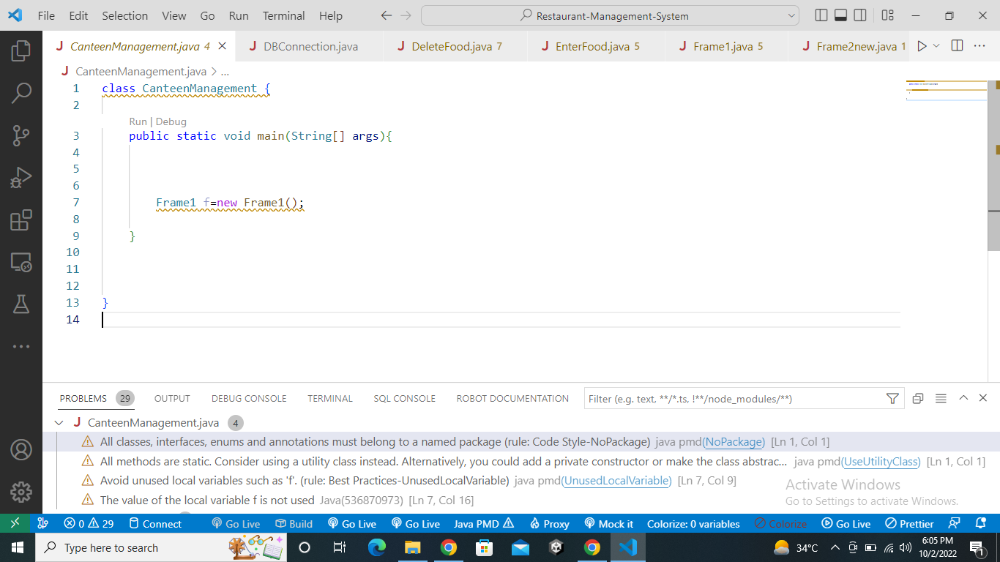 File Edit Selection View Go Run Terminal Help Restaurant-Management-System
J CanteenManagement.java 4 J DBConnection.java J DeleteFood.java 7 J EnterFood.java 5 J Frame1.java 5 J Frame2new.java 1
J CanteenManagement.java > ...
1 class CanteenManagement {
2
Run | Debug
3 public static void main(String[] args){
4
5
6
7 Frame1 f=new Frame1();
8
9 }
10
11
12
13 }
14
PROBLEMS 29 OUTPUT DEBUG CONSOLE TERMINAL SQL CONSOLE ROBOT DOCUMENTATION Filter (e.g. text, **/*.ts, !**/node_modules/**)
J CanteenManagement.java 4
All classes, interfaces, enums and annotations must belong to a named package (rule: Code Style-NoPackage) java pmd(NoPackage) [Ln 1, Col 1]
All methods are static. Consider using a utility class instead. Alternatively, you could add a private constructor or make the class abstrac... java pmd(UseUtilityClass) [Ln 1, Col 1]
Avoid unused local variables such as 'f'. (rule: Best Practices-UnusedLocalVariable) java pmd(UnusedLocalVariable) [Ln 7, Col 9]
The value of the local variable f is not used Java(536870973) [Ln 7, Col 16]
Activate Windows
Go to Settings to activate Windows.
0 29 Connect Go Live Build Go Live Go Live Java PMD Proxy Mock it Colorize: 0 variables Colorize Go Live Prettier
Type here to search 34°C 6:05 PM
10/2/2022 1